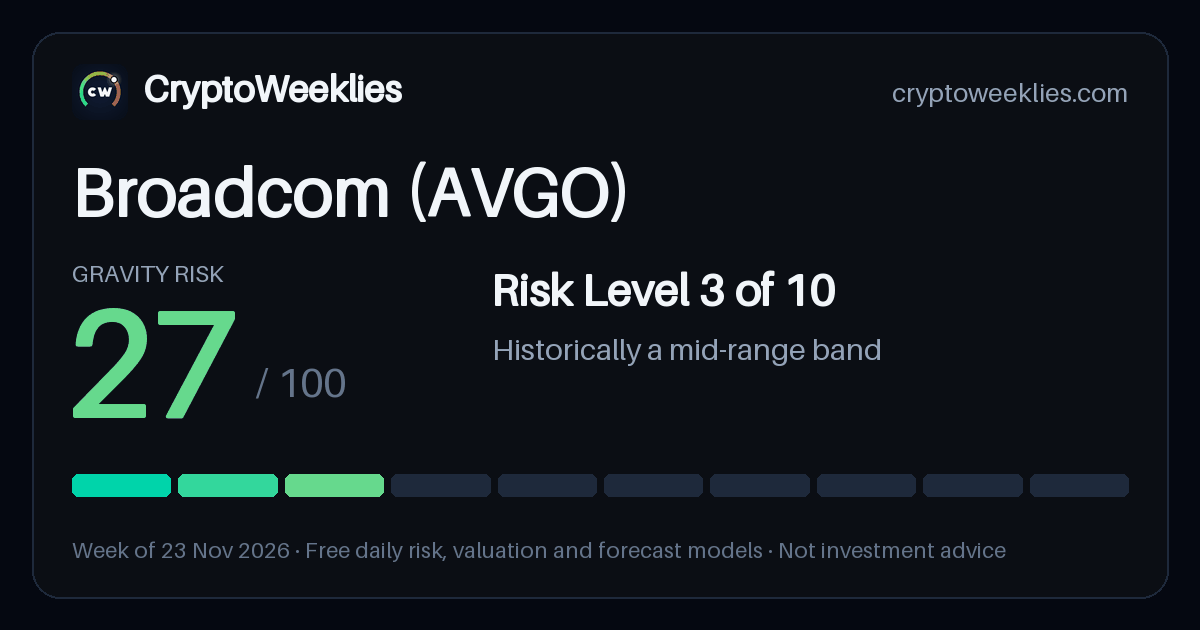 CW
CryptoWeeklies
cryptoweeklies.com
Broadcom (AVGO)
GRAVITY RISK
27 / 100
Risk Level 3 of 10
Historically a mid-range band
Week of 23 Nov 2026 · Free daily risk, valuation and forecast models · Not investment advice